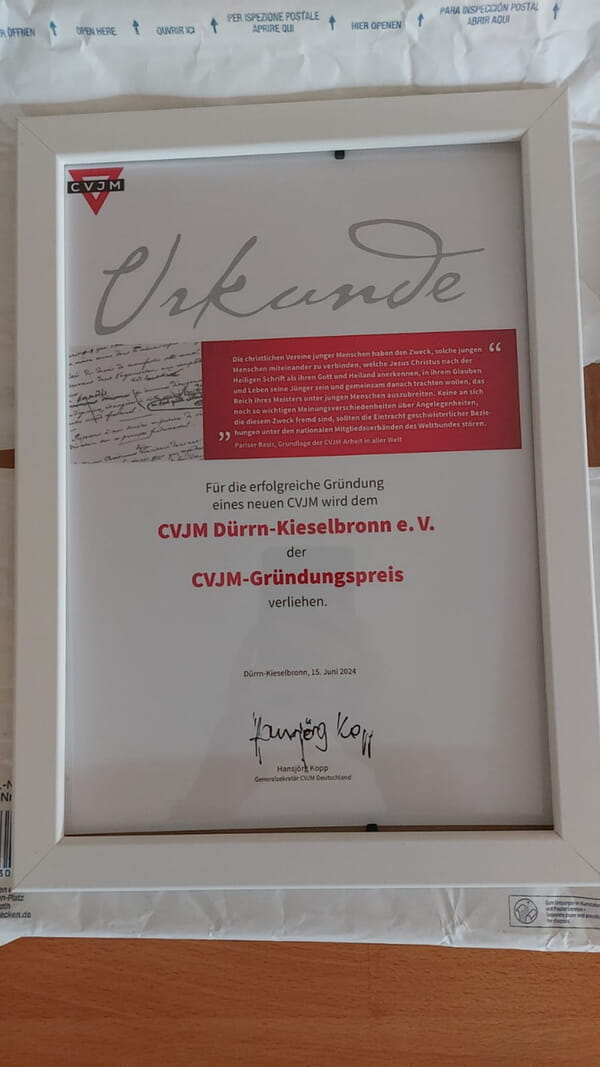 ÖFFNEN
OPEN HERE
OUVRIR ICI
PER ISPEZIONE POSTALE
APRIRE QUI
HIER OPENEN
PARA INSPECCIÓN POSTAL
ABRIR AQUI
CVJM
Urkunde
Die christlichen Vereine junger Menschen haben den Zweck, solche jungen “
Menschen miteinander zu verbinden, welche Jesus Christus nach der
Heiligen Schrift als ihren Gott und Heiland anerkennen, in ihrem Glauben
und Leben seine Jünger sein und gemeinsam danach trachten wollen, das
Reich ihres Meisters unter jungen Menschen auszubreiten. Keine an sich
noch so wichtigen Meinungsverschiedenheiten über Angelegenheiten,
die diesem Zweck fremd sind, sollten die Eintracht geschwisterlicher Bezie-
” hungen unter den nationalen Mitgliedsverbänden des Weltbundes stören.
Pariser Basis, Grundlage der CVJM-Arbeit in aller Welt
Für die erfolgreiche Gründung
eines neuen CVJM wird dem
CVJM Dürrn-Kieselbronn e. V.
der
CVJM-Gründungspreis
verliehen.
Dürrn-Kieselbronn, 15. Juni 2024
Hansjörg Kopp
Hansjörg Kopp
Generalsekretär CVJM Deutschland
n-Platz
ecken.de